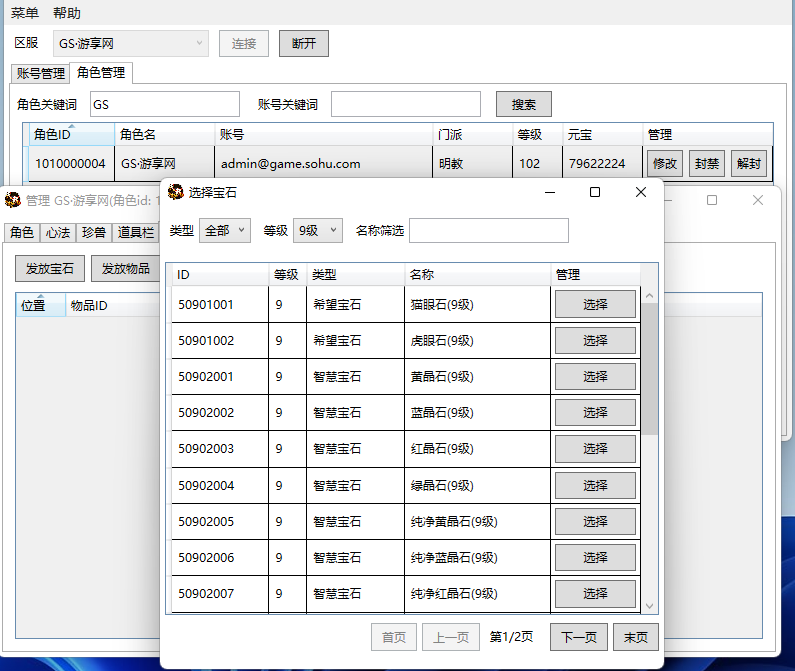 菜单 帮助
区服 GS·游享网 连接 断开
账号管理 角色管理
角色关键词 GS 账号关键词 搜索
角色ID 角色名 账号 门派 等级 元宝 管理
1010000004 GS·游享网 admin@game.sohu.com 明教 102 79622224 修改 封禁 解封
管理 GS·游享网(角色id: 1
角色 心法 珍兽 道具栏
发放宝石 发放物品
位置 物品ID
选择宝石
类型 全部 等级 9级 名称筛选
ID 等级 类型 名称 管理
50901001 9 希望宝石 猫眼石(9级) 选择
50901002 9 希望宝石 虎眼石(9级) 选择
50902001 9 智慧宝石 黄晶石(9级) 选择
50902002 9 智慧宝石 蓝晶石(9级) 选择
50902003 9 智慧宝石 红晶石(9级) 选择
50902004 9 智慧宝石 绿晶石(9级) 选择
50902005 9 智慧宝石 纯净黄晶石(9级) 选择
50902006 9 智慧宝石 纯净蓝晶石(9级) 选择
50902007 9 智慧宝石 纯净红晶石(9级) 选择
首页 上一页 第1/2页 下一页 末页